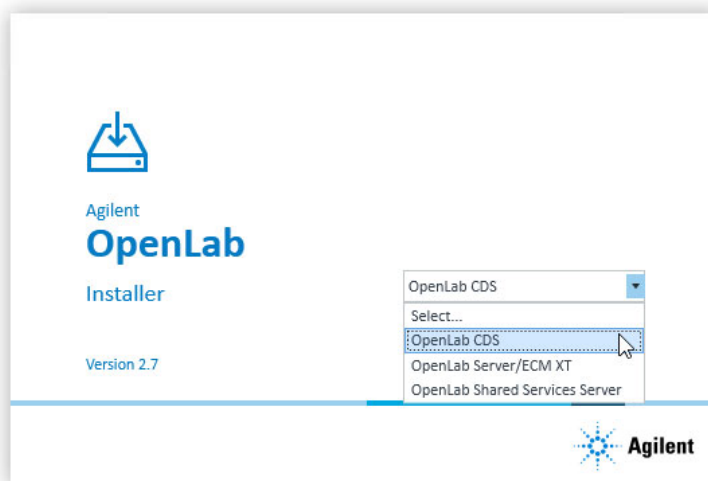 Agilent
OpenLab
Installer
Version 2.7
OpenLab CDS
Select...
OpenLab CDS
OpenLab Server/ECM XT
OpenLab Shared Services Server
Agilent